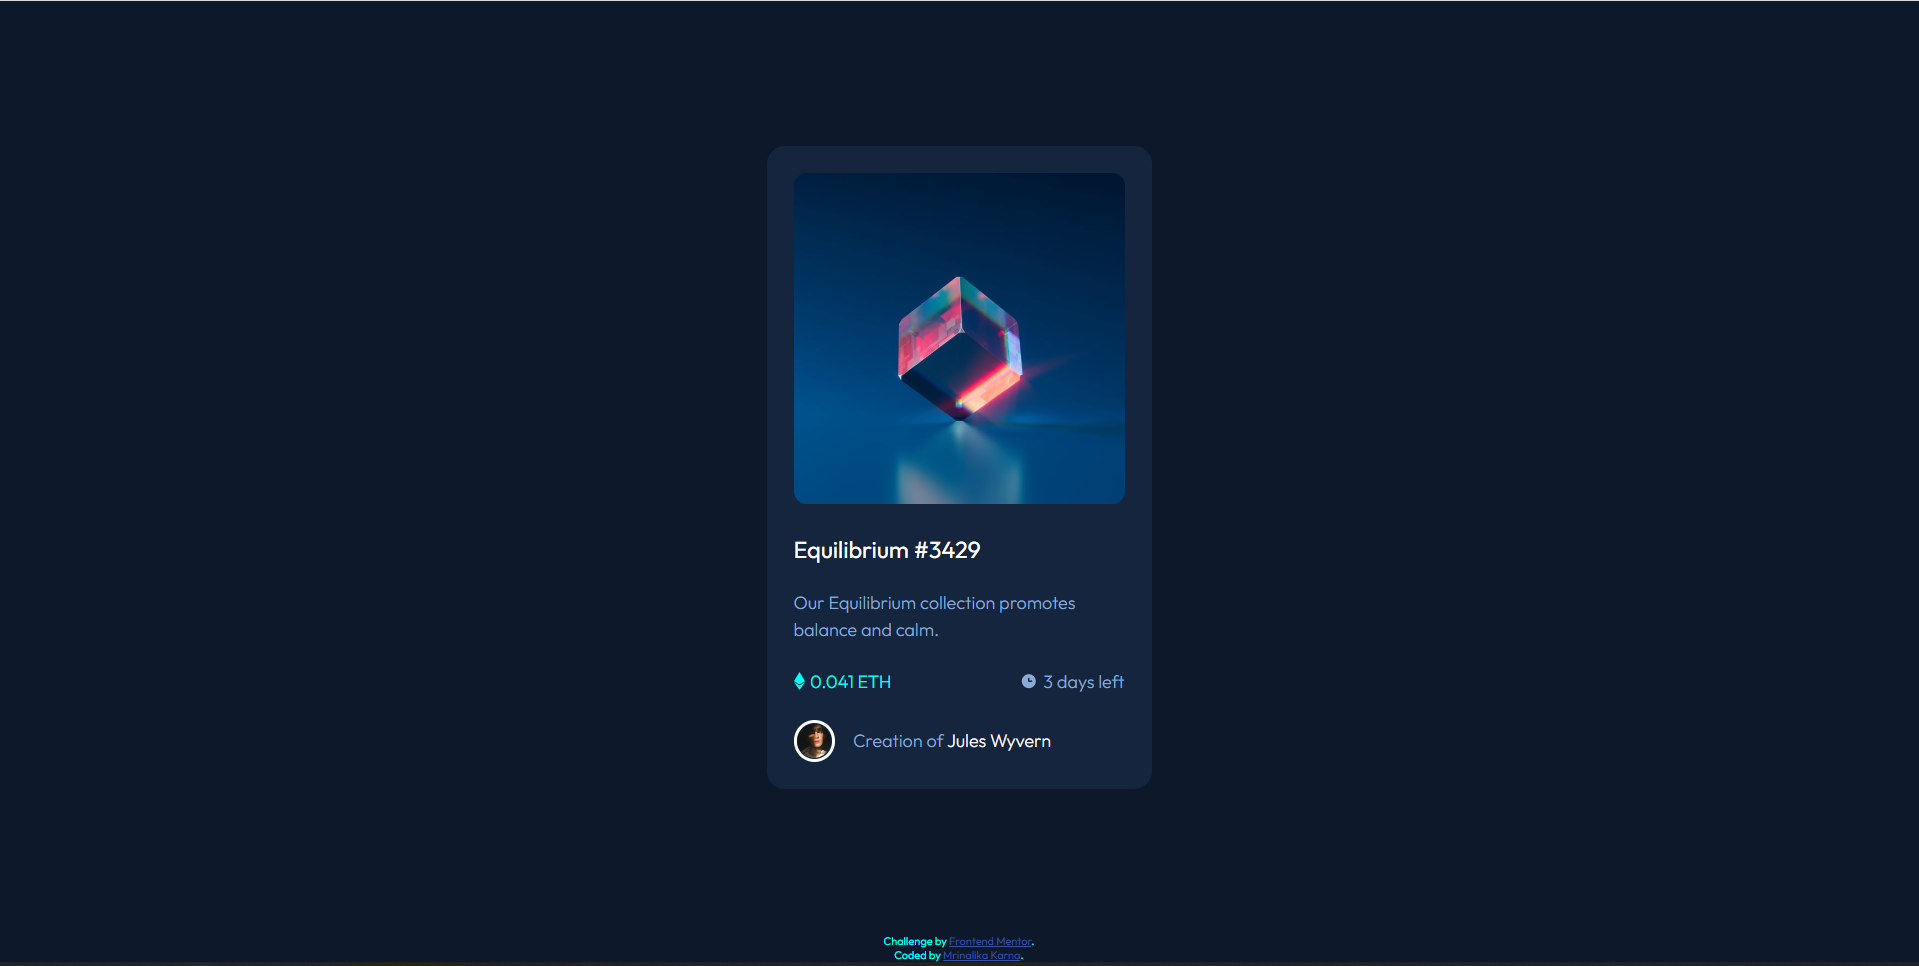 Equilibrium #3429
Our Equilibrium collection promotes
balance and calm.
0.041 ETH
3 days left
Creation of Jules Wyvern
Challenge by Frontend Mentor.
Coded by Mrinalika Karna.